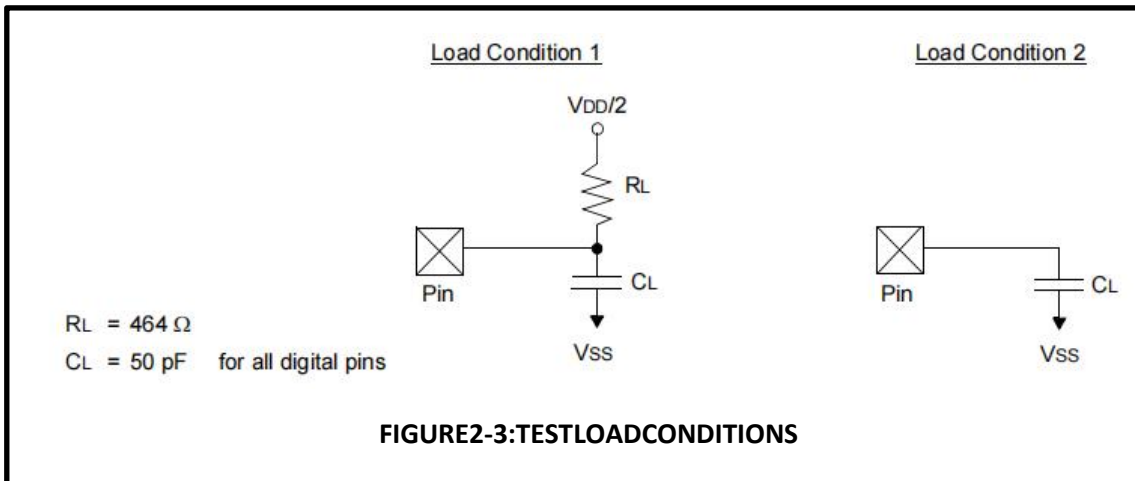 Load Condition 1
Load Condition 2
VDD/2
RL
CL
Pin
VSS
CL
Pin
VSS
RL = 464 Ω
CL = 50 pF for all digital pins
FIGURE2-3:TESTLOADCONDITIONS